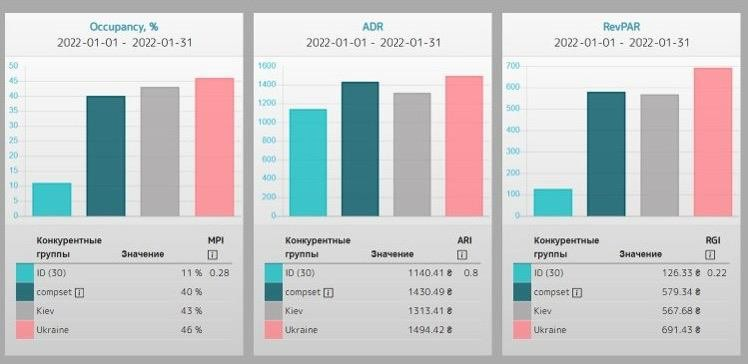 Occupancy, %
2022-01-01 - 2022-01-31
50
45
40
35
30
25
20
15
10
5
0
Конкурентные группы Значение MPI
i
ID (30) 11 % 0.28
compset i 40 %
Kiev 43 %
Ukraine 46 %
ADR
2022-01-01 - 2022-01-31
1600
1400
1200
1000
800
600
400
200
0
Конкурентные группы Значение ARI
i
ID (30) 1140.41 ₴ 0.8
compset i 1430.49 ₴
Kiev 1313.41 ₴
Ukraine 1494.42 ₴
RevPAR
2022-01-01 - 2022-01-31
700
600
500
400
300
200
100
0
Конкурентные группы Значение RGI
i
ID (30) 126.33 ₴ 0.22
compset i 579.34 ₴
Kiev 567.68 ₴
Ukraine 691.43 ₴